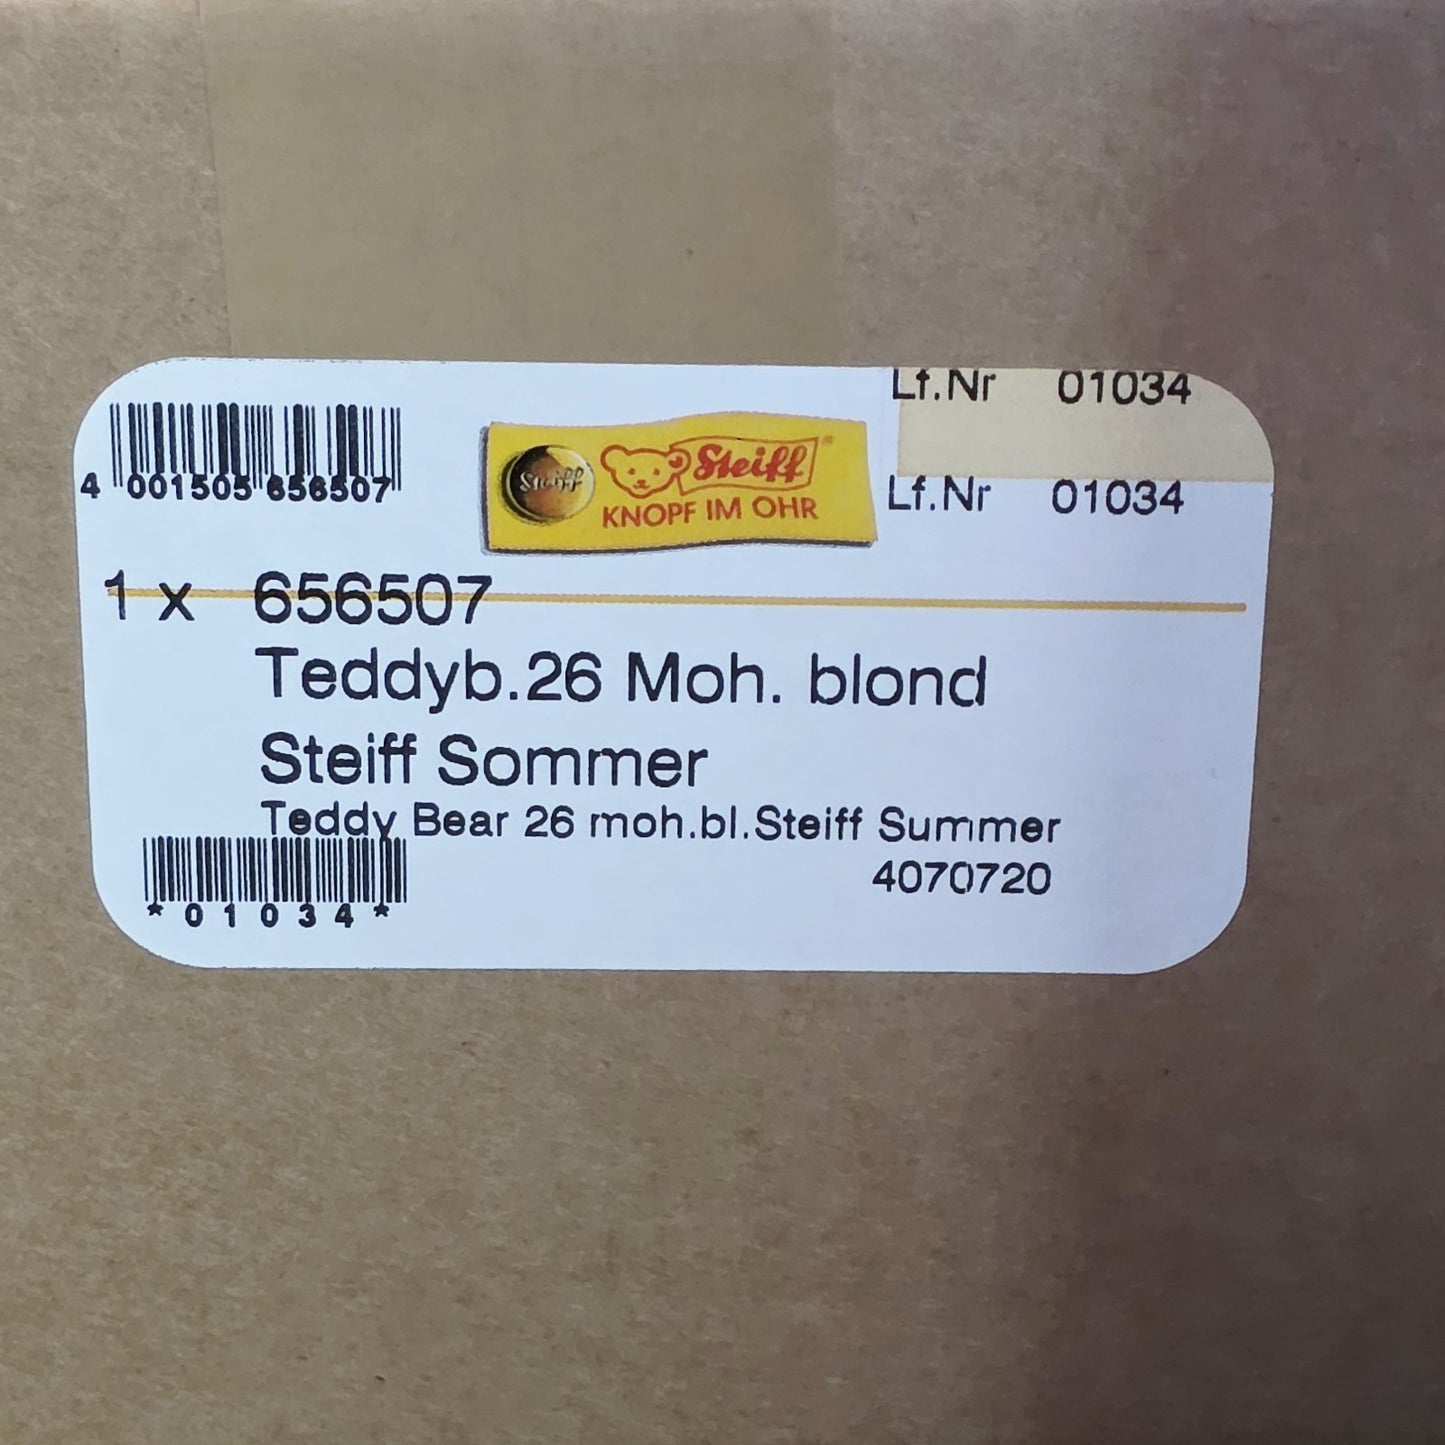 Lf.Nr 01034
4 001505 656507
Steiff
Steiff ®
KNOPF IM OHR
Lf.Nr 01034
1 x 656507
Teddyb.26 Moh. blond
Steiff Sommer
Teddy Bear 26 moh.bl.Steiff Summer
4070720
*01034*